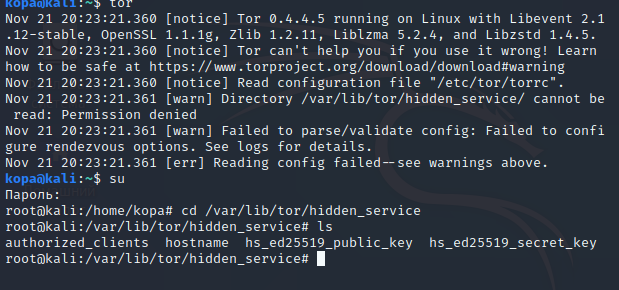 kopa@kali:~$ tor
Nov 21 20:23:21.360 [notice] Tor 0.4.4.5 running on Linux with Libevent 2.1
.12-stable, OpenSSL 1.1.1g, Zlib 1.2.11, Liblzma 5.2.4, and Libzstd 1.4.5.
Nov 21 20:23:21.360 [notice] Tor can't help you if you use it wrong! Learn
how to be safe at https://www.torproject.org/download/download#warning
Nov 21 20:23:21.360 [notice] Read configuration file "/etc/tor/torrc".
Nov 21 20:23:21.361 [warn] Directory /var/lib/tor/hidden_service/ cannot be
 read: Permission denied
Nov 21 20:23:21.361 [warn] Failed to parse/validate config: Failed to confi
gure rendezvous options. See logs for details.
Nov 21 20:23:21.361 [err] Reading config failed--see warnings above.
kopa@kali:~$ su
Пароль:
root@kali:/home/kopa# cd /var/lib/tor/hidden_service
root@kali:/var/lib/tor/hidden_service# ls
authorized_clients  hostname  hs_ed25519_public_key  hs_ed25519_secret_key
root@kali:/var/lib/tor/hidden_service#